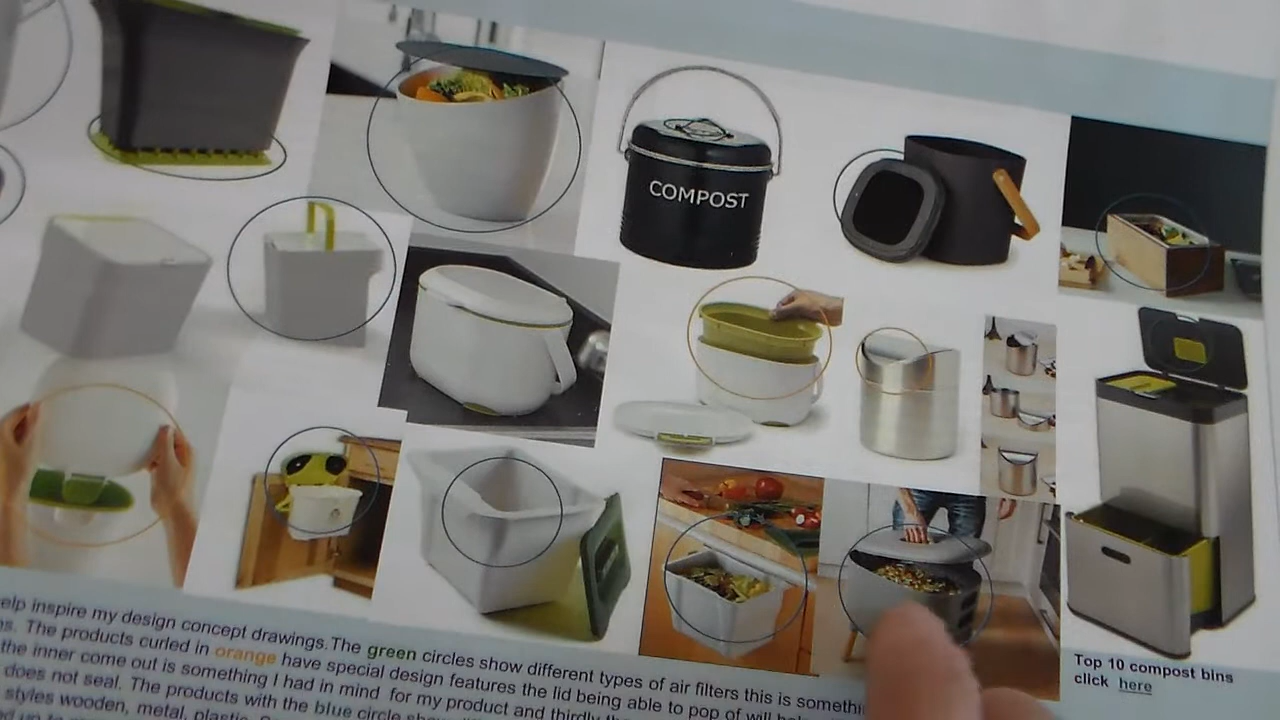 COMPOST
Top 10 compost bins
click here
elp inspire my design concept drawings.The green circles show different types of air filters this is somethi
ns. The products curled in orange have special design features the lid being able to pop of will
the inner come out is something I had in mind for my product and thirdly
does not seal. The products with the blue circle
styles wooden, metal, plastic.